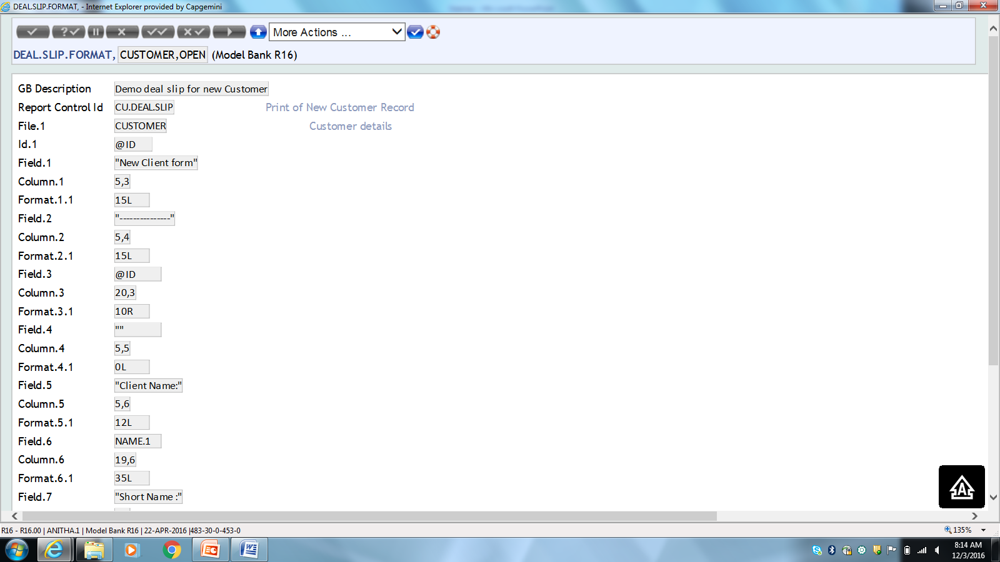 DEAL.SLIP.FORMAT, - Internet Explorer provided by Capgemini
More Actions ...
DEAL.SLIP.FORMAT, CUSTOMER,OPEN (Model Bank R16)
GB Description Demo deal slip for new Customer
Report Control Id CU.DEAL.SLIP Print of New Customer Record
File.1 CUSTOMER Customer details
Id.1 @ID
Field.1 "New Client form"
Column.1 5,3
Format.1.1 15L
Field.2 "---------------"
Column.2 5,4
Format.2.1 15L
Field.3 @ID
Column.3 20,3
Format.3.1 10R
Field.4 ""
Column.4 5,5
Format.4.1 0L
Field.5 "Client Name:"
Column.5 5,6
Format.5.1 12L
Field.6 NAME.1
Column.6 19,6
Format.6.1 35L
Field.7 "Short Name :"
A
R16 - R16.00 | ANITHA.1 | Model Bank R16 | 22-APR-2016 |483-30-0-453-0
135%
8:14 AM
12/3/2016